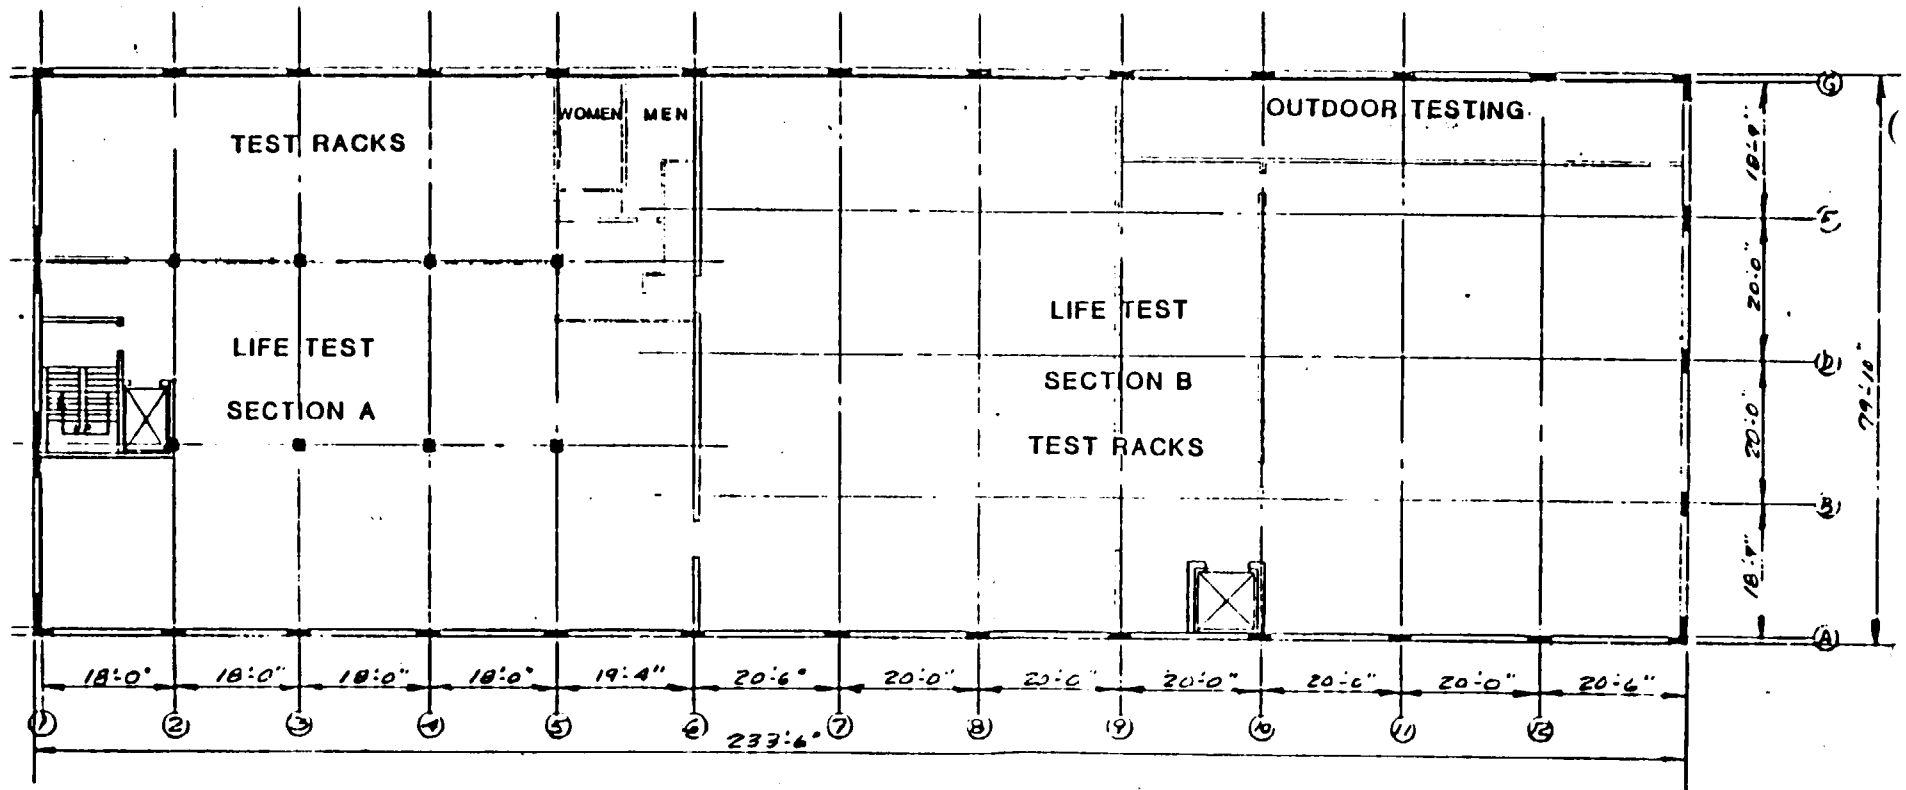 WOMEN MEN
OUTDOOR TESTING
TEST RACKS
LIFE TEST
SECTION A
LIFE TEST
SECTION B
TEST RACKS
G
D
B
A
20'-0"
20'-0"
79'-10"
18'-0" 18'-0" 18'-0" 18'-0" 19'-4" 20'-6" 20'-0" 20'-0" 20'-0" 20'-0" 20'-0" 20'-6"
1 2 3 4 5 6 7 8 9 10 11 12
233'-6"